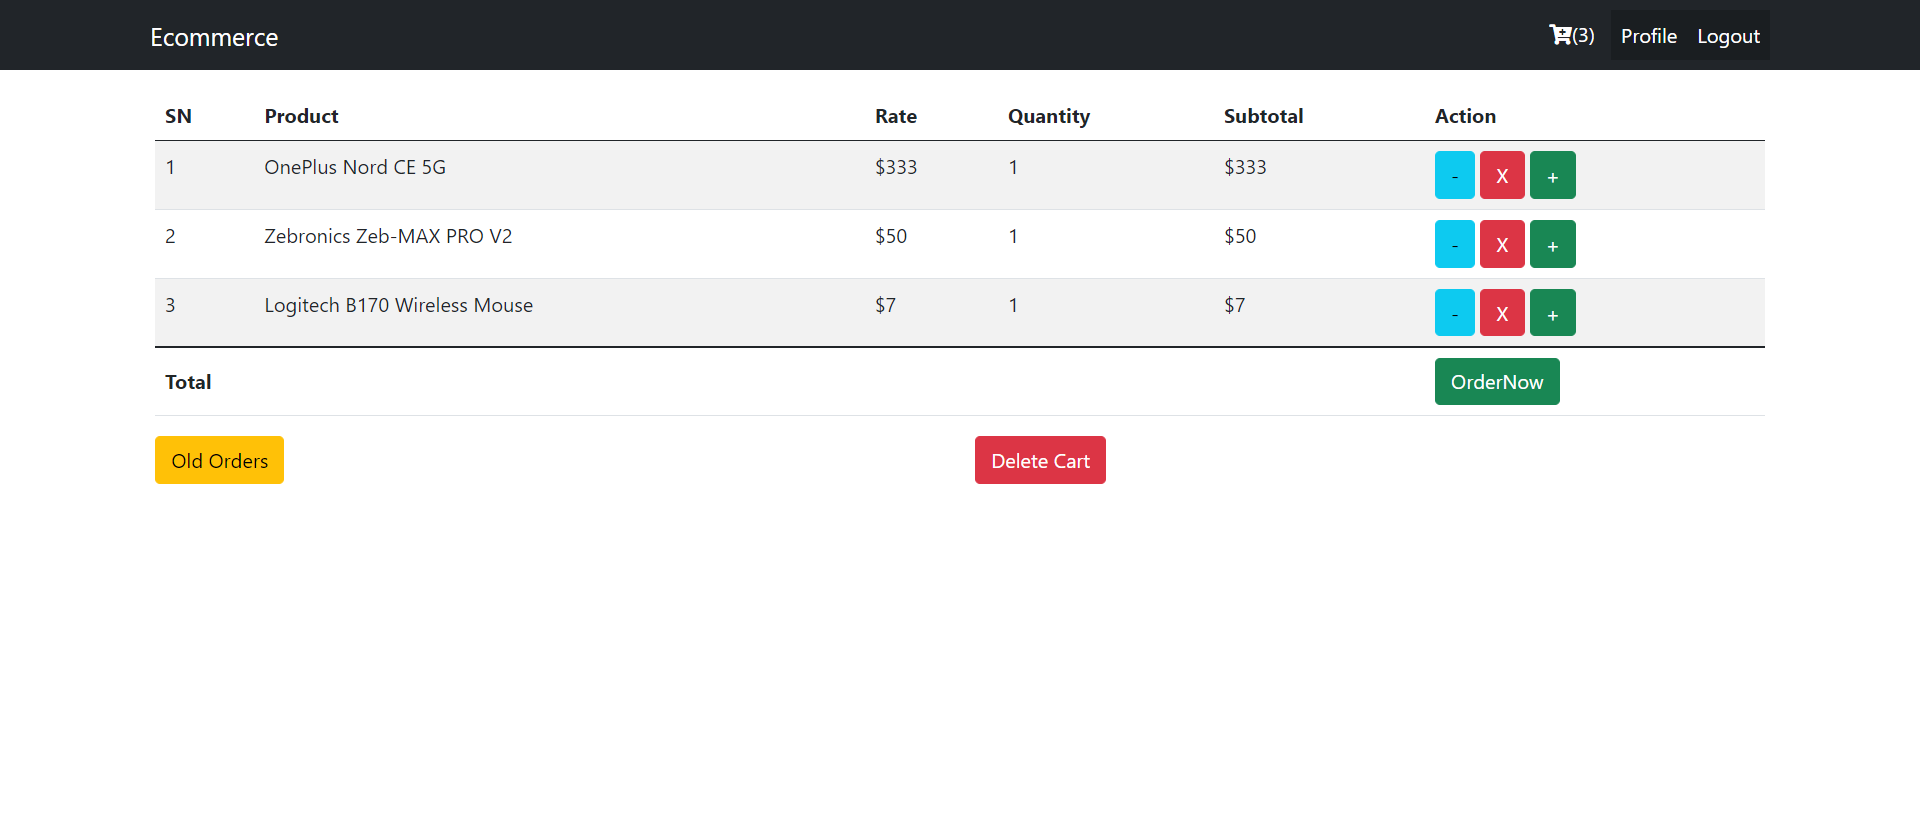 Ecommerce (3) Profile Logout
SN Product Rate Quantity Subtotal Action
1 OnePlus Nord CE 5G $333 1 $333 - X +
2 Zebronics Zeb-MAX PRO V2 $50 1 $50 - X +
3 Logitech B170 Wireless Mouse $7 1 $7 - X +
Total OrderNow
Old Orders Delete Cart